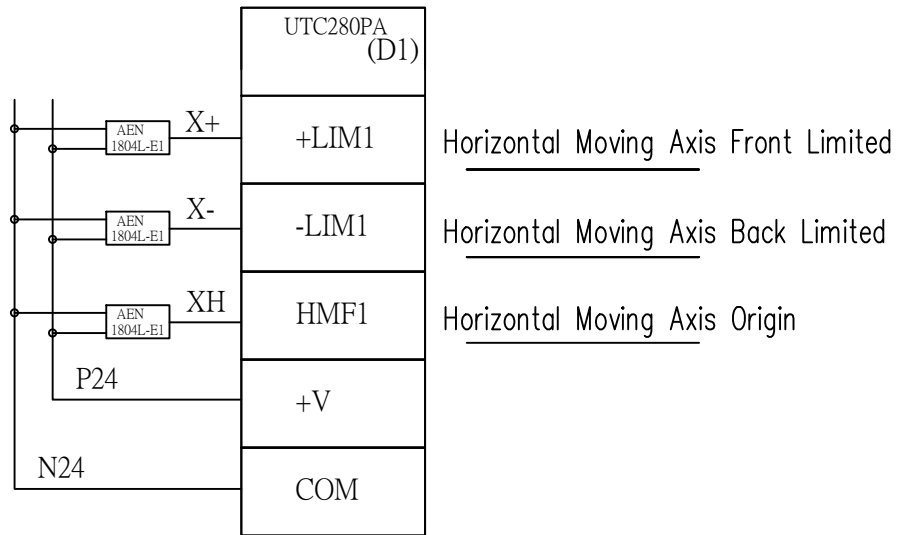 UTC280PA
(D1)
AEN
1804L-E1
X+
+LIM1
Horizontal Moving Axis Front Limited
AEN
1804L-E1
X-
-LIM1
Horizontal Moving Axis Back Limited
AEN
1804L-E1
XH
HMF1
Horizontal Moving Axis Origin
P24
+V
N24
COM